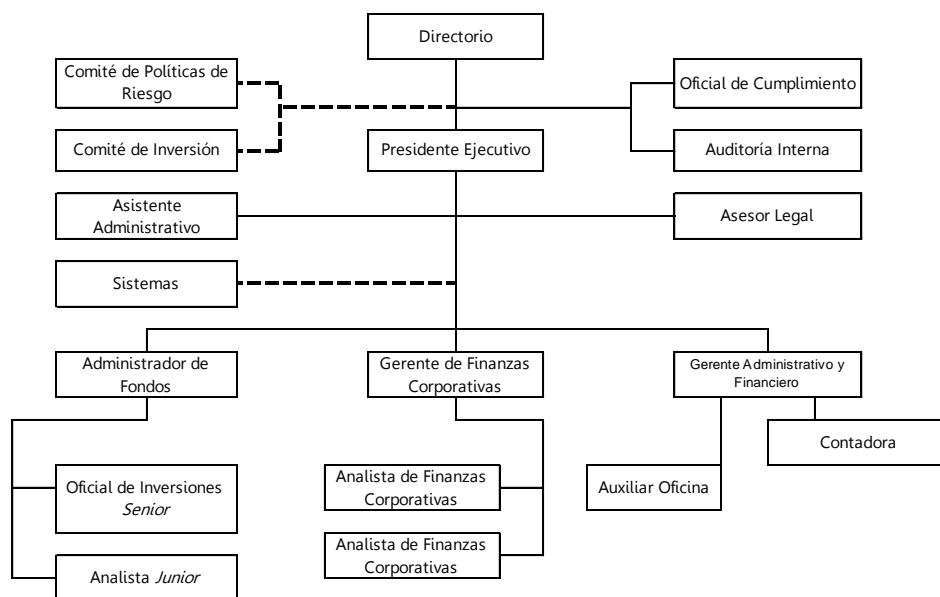 Directorio
Comité de Políticas de
Riesgo
Oficial de Cumplimiento
Comité de Inversión
Presidente Ejecutivo
Auditoría Interna
Asistente
Administrativo
Asesor Legal
Sistemas
Administrador de
Fondos
Gerente de Finanzas
Corporativas
Gerente Administrativo y
Financiero
Contadora
Oficial de Inversiones
Senior
Analista de Finanzas
Corporativas
Auxiliar Oficina
Analista Junior
Analista de Finanzas
Corporativas